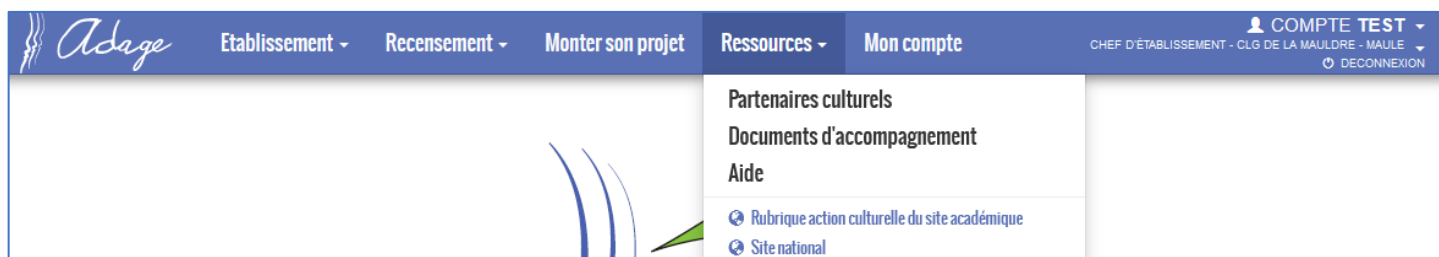 Adage
Etablissement
Recensement
Monter son projet
Ressources
Mon compte
COMPTE TEST
CHEF D'ÉTABLISSEMENT - CLG DE LA MAULDRE - MAULE
DECONNEXION
Partenaires culturels
Documents d'accompagnement
Aide
Rubrique action culturelle du site académique
Site national